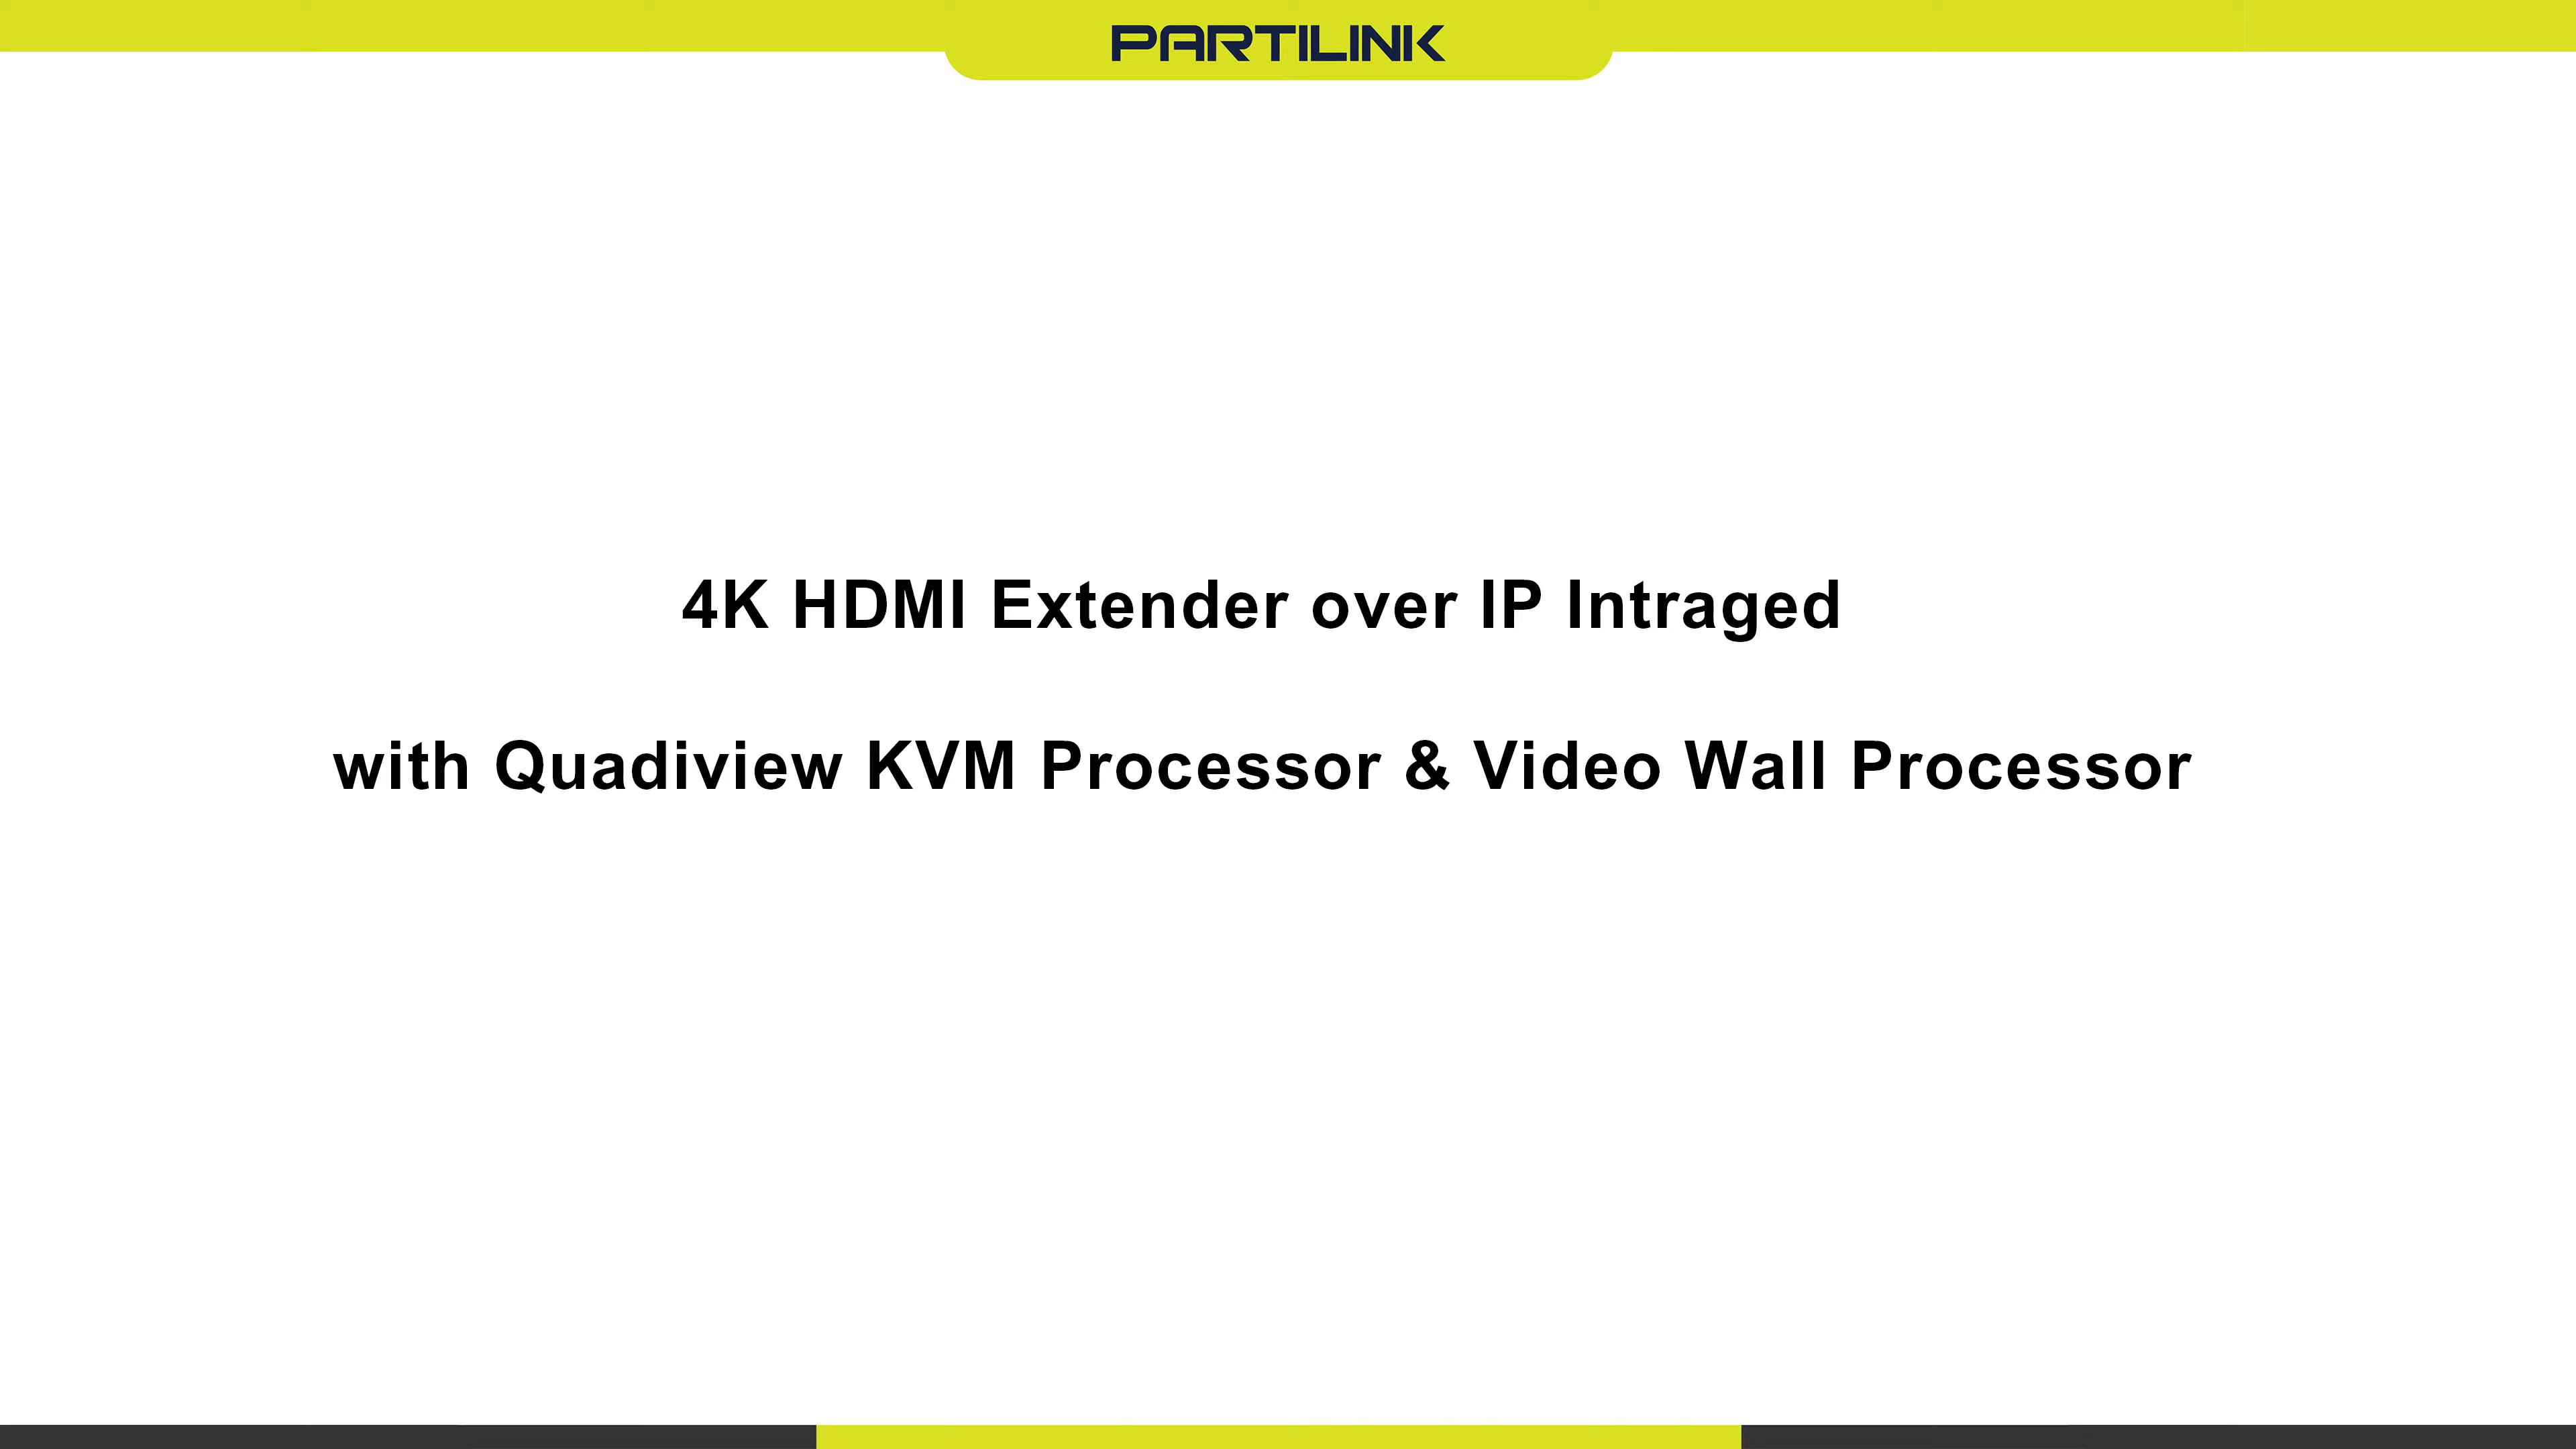 PARTILINK
4K HDMI Extender over IP Intraged
with Quadiview KVM Processor & Video Wall Processor